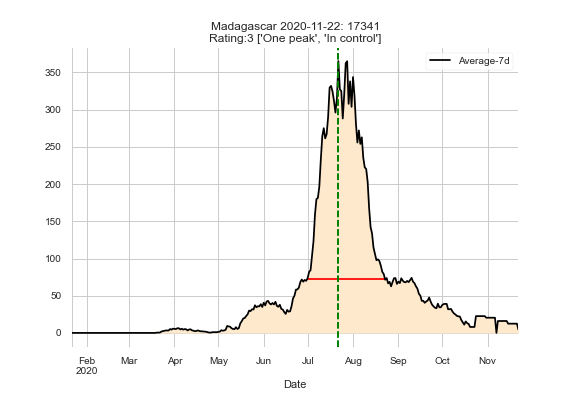 Madagascar 2020-11-22: 17341
Rating:3 ['One peak', 'In control']
Average-7d
350
300
250
200
150
100
50
0
Feb Mar Apr May Jun Jul Aug Sep Oct Nov
2020
Date